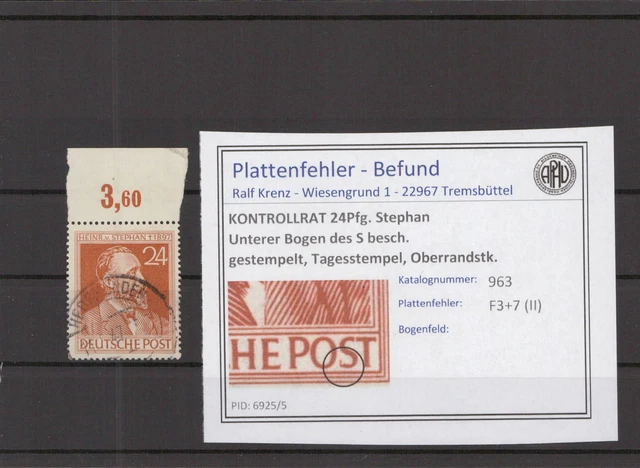 3,60
HEINR. v. STEPHAN † 1897
24
DEUTSCHE POST
Plattenfehler - Befund
Ralf Krenz - Wiesengrund 1 - 22967 Tremsbüttel
KONTROLLRAT 24Pfg. Stephan
Unterer Bogen des S besch.
gestempelt, Tagesstempel, Oberrandstk.
Katalognummer: 963
Plattenfehler: F3+7 (II)
Bogenfeld:
HE POST
PID: 6925/5